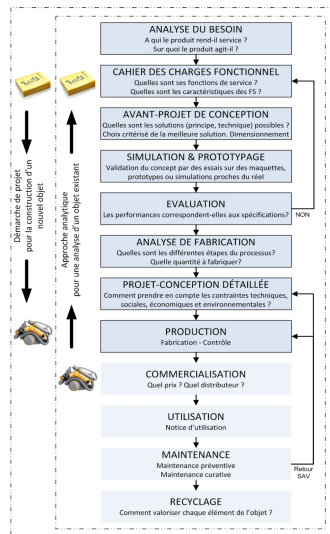 ANALYSE DU BESOIN
A qui le produit rend-il service ?
Sur quoi le produit agit-il ?
CAHIER DES CHARGES FONCTIONNEL
Quelles sont ses fonctions de service ?
Quelles sont les caractéristiques des FS ?
AVANT-PROJET DE CONCEPTION
Quelles sont les solutions (principe, technique) possibles ?
Choix critérisé de la meilleure solution. Dimensionnement
SIMULATION & PROTOTYPAGE
Validation du concept par des essais sur des maquettes,
prototypes ou simulations proches du réel
EVALUATION
Les performances correspondent-elles aux spécifications?
NON
ANALYSE DE FABRICATION
Quelles sont les différentes étapes du processus?
Quelle quantité à fabriquer?
PROJET-CONCEPTION DÉTAILLÉE
Comment prendre en compte les contraintes techniques,
sociales, économiques et environnementales ?
PRODUCTION
Fabrication - Contrôle
COMMERCIALISATION
Quel prix ? Quel distributeur ?
UTILISATION
Notice d'utilisation
MAINTENANCE
Maintenance préventive
Maintenance curative
Retour
SAV
RECYCLAGE
Comment valoriser chaque élément de l'objet ?
Démarche de projet
pour la construction d'un
nouvel objet
Approche analytique
pour une analyse d'un objet existant